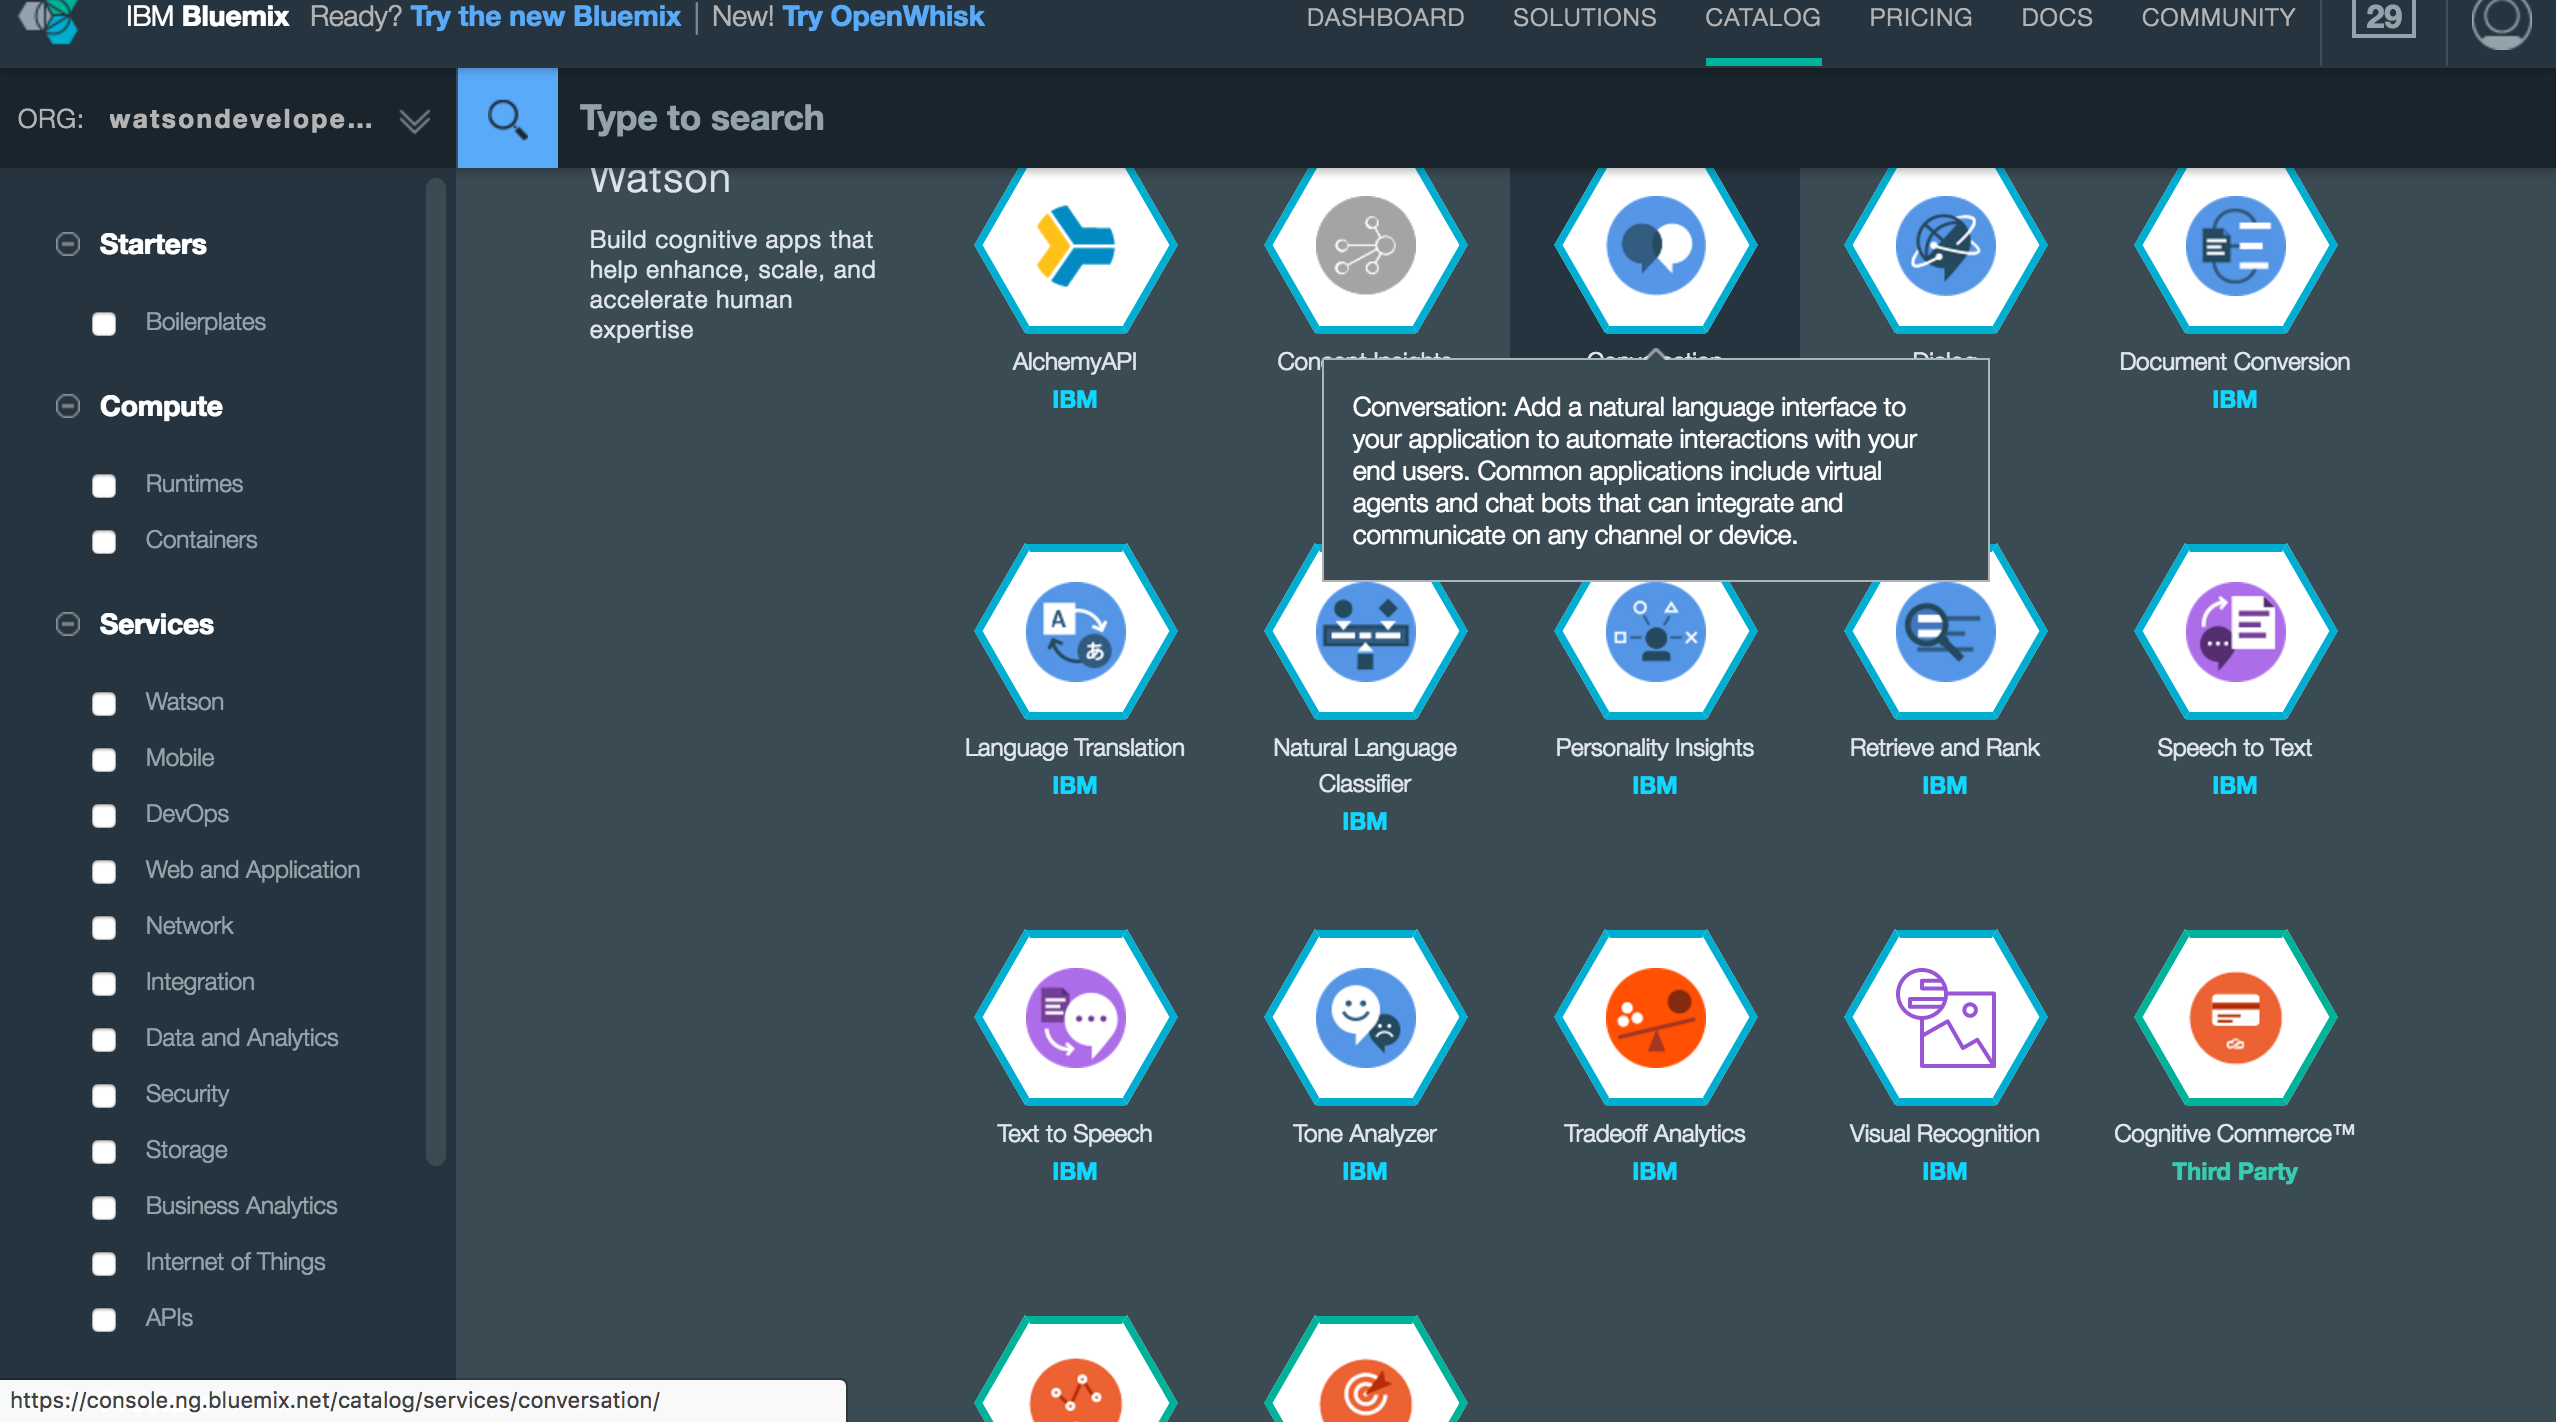 IBM Bluemix Ready? Try the new Bluemix | New! Try OpenWhisk
DASHBOARD SOLUTIONS CATALOG PRICING DOCS COMMUNITY 29
ORG: watsondevelope...
Type to search
Starters
Boilerplates
Compute
Runtimes
Containers
Services
Watson
Mobile
DevOps
Web and Application
Network
Integration
Data and Analytics
Security
Storage
Business Analytics
Internet of Things
APIs
Watson
Build cognitive apps that
help enhance, scale, and
accelerate human
expertise
AlchemyAPI
IBM
Concept Insights
Conversation
Dialog
Document Conversion
IBM
Conversation: Add a natural language interface to
your application to automate interactions with your
end users. Common applications include virtual
agents and chat bots that can integrate and
communicate on any channel or device.
A
あ
Language Translation
IBM
Natural Language
Classifier
IBM
Personality Insights
IBM
Retrieve and Rank
IBM
Speech to Text
IBM
Text to Speech
IBM
Tone Analyzer
IBM
Tradeoff Analytics
IBM
Visual Recognition
IBM
Cognitive Commerce™
Third Party
https://console.ng.bluemix.net/catalog/services/conversation/